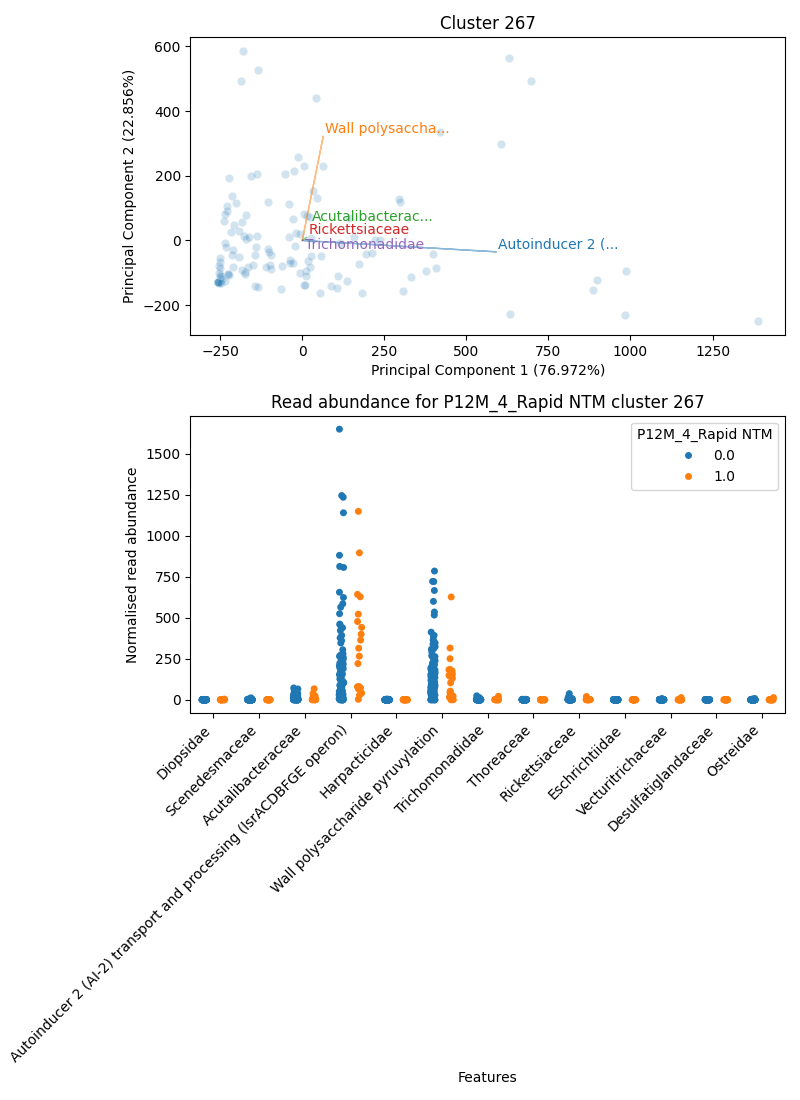 Cluster 267
600
400
200
0
−200
Principal Component 2 (22.856%)
Wall polysaccha...
Acutalibacterac...
Rickettsiaceae
Trichomonadidae
Autoinducer 2 (...
−250
0
250
500
750
1000
1250
Principal Component 1 (76.972%)
Read abundance for P12M_4_Rapid NTM cluster 267
1500
1250
1000
750
500
250
0
Normalised read abundance
P12M_4_Rapid NTM
0.0
1.0
Diopsidae
Scenedesmaceae
Acutalibacteraceae
Autoinducer 2 (AI-2) transport and processing (lsrACDBFGE operon)
Harpacticidae
Wall polysaccharide pyruvylation
Trichomonadidae
Thoreaceae
Rickettsiaceae
Eschrichtiidae
Vecturitrichaceae
Desulfatiglandaceae
Ostreidae
Features